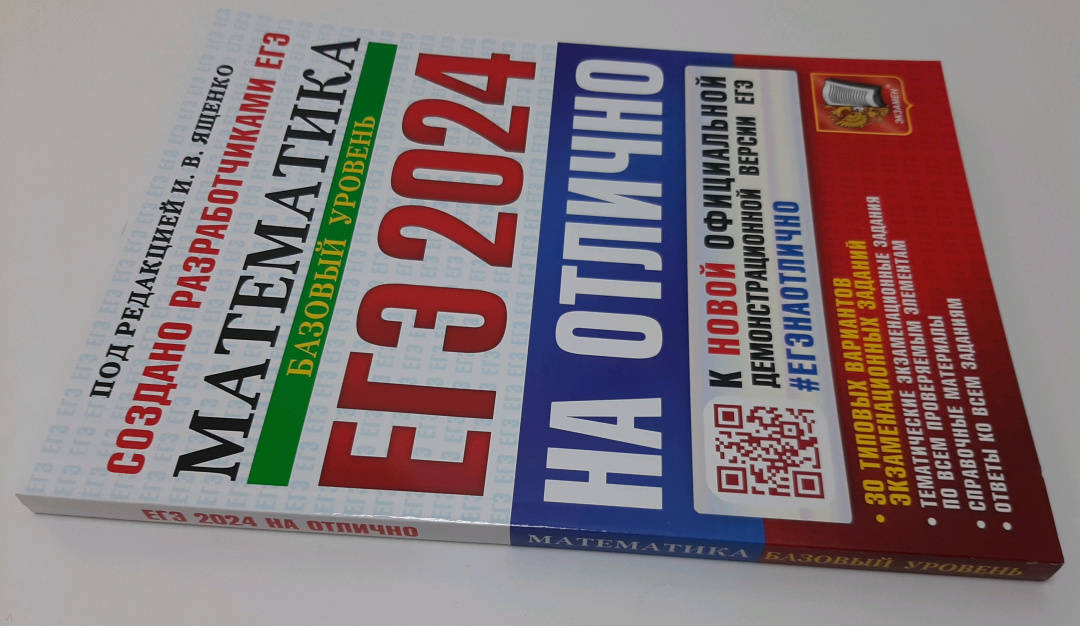 ПОД РЕДАКЦИЕЙ И. В. ЯЩЕНКО
СОЗДАНО РАЗРАБОТЧИКАМИ ЕГЭ
МАТЕМАТИКА
БАЗОВЫЙ УРОВЕНЬ
ЕГЭ 2024
НА ОТЛИЧНО
К НОВОЙ ОФИЦИАЛЬНОЙ
ДЕМОНСТРАЦИОННОЙ ВЕРСИИ ЕГЭ
#ЕГЭНАОТЛИЧНО
ЭКЗАМЕН
• 30 ТИПОВЫХ ВАРИАНТОВ
ЭКЗАМЕНАЦИОННЫХ ЗАДАНИЙ
• ТЕМАТИЧЕСКИЕ ЭКЗАМЕНАЦИОННЫЕ ЗАДАНИЯ
ПО ВСЕМ ПРОВЕРЯЕМЫМ ЭЛЕМЕНТАМ
• СПРАВОЧНЫЕ МАТЕРИАЛЫ
• ОТВЕТЫ КО ВСЕМ ЗАДАНИЯМ
ЕГЭ 2024 НА ОТЛИЧНО МАТЕМАТИКА БАЗОВЫЙ УРОВЕНЬ